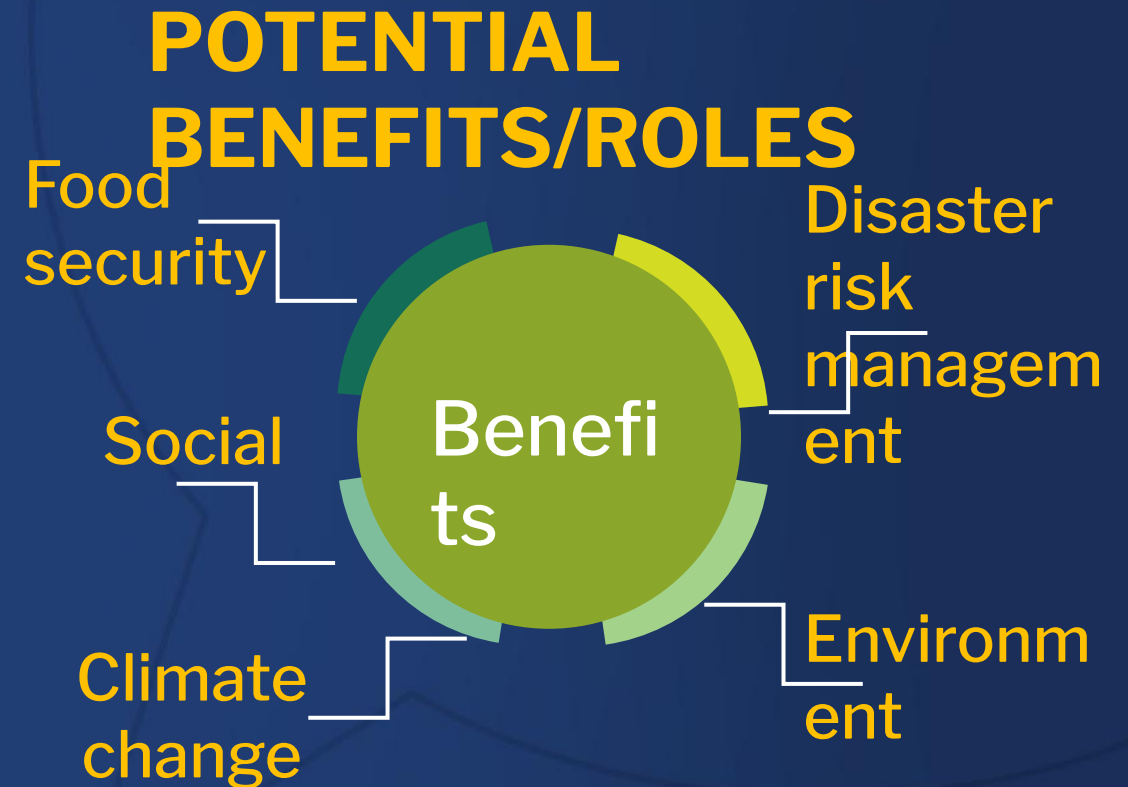 POTENTIAL
BENEFITS/ROLES
Food
security
Disaster
risk
managem
ent
Social
Benefi
ts
Climate
change
Environm
ent